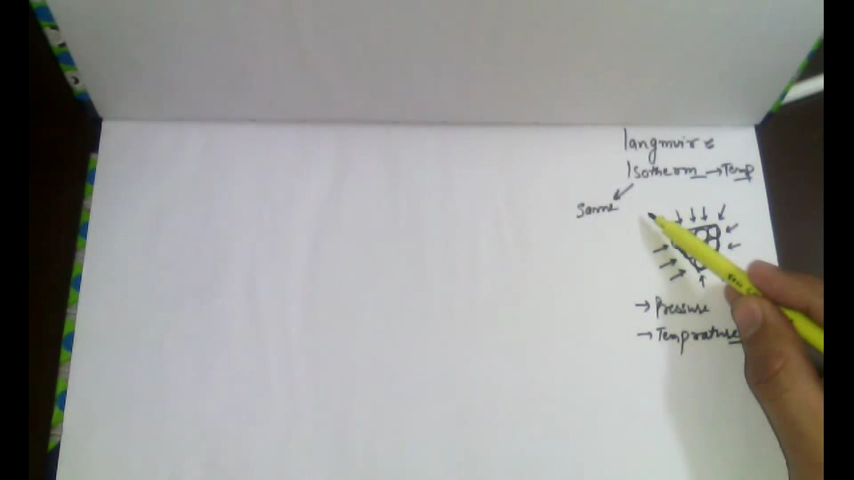 langmuir s
Isotherm → Temp
Same
→ Pressure
→ Temprature